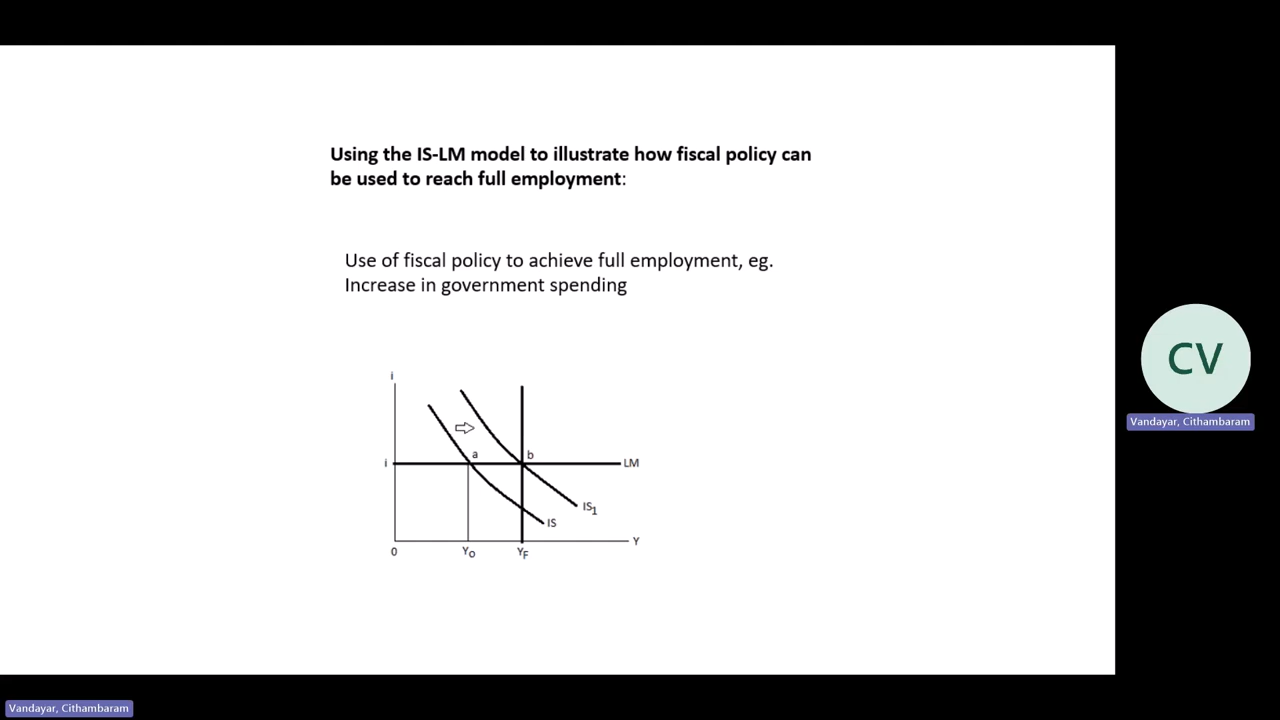 Using the IS-LM model to illustrate how fiscal policy can
be used to reach full employment:
Use of fiscal policy to achieve full employment, eg.
Increase in government spending
i
a
b
i
LM
IS₁
IS
Y
0
Y₀
Y_F
CV
Vandayar, Cithambaram
Vandayar, Cithambaram